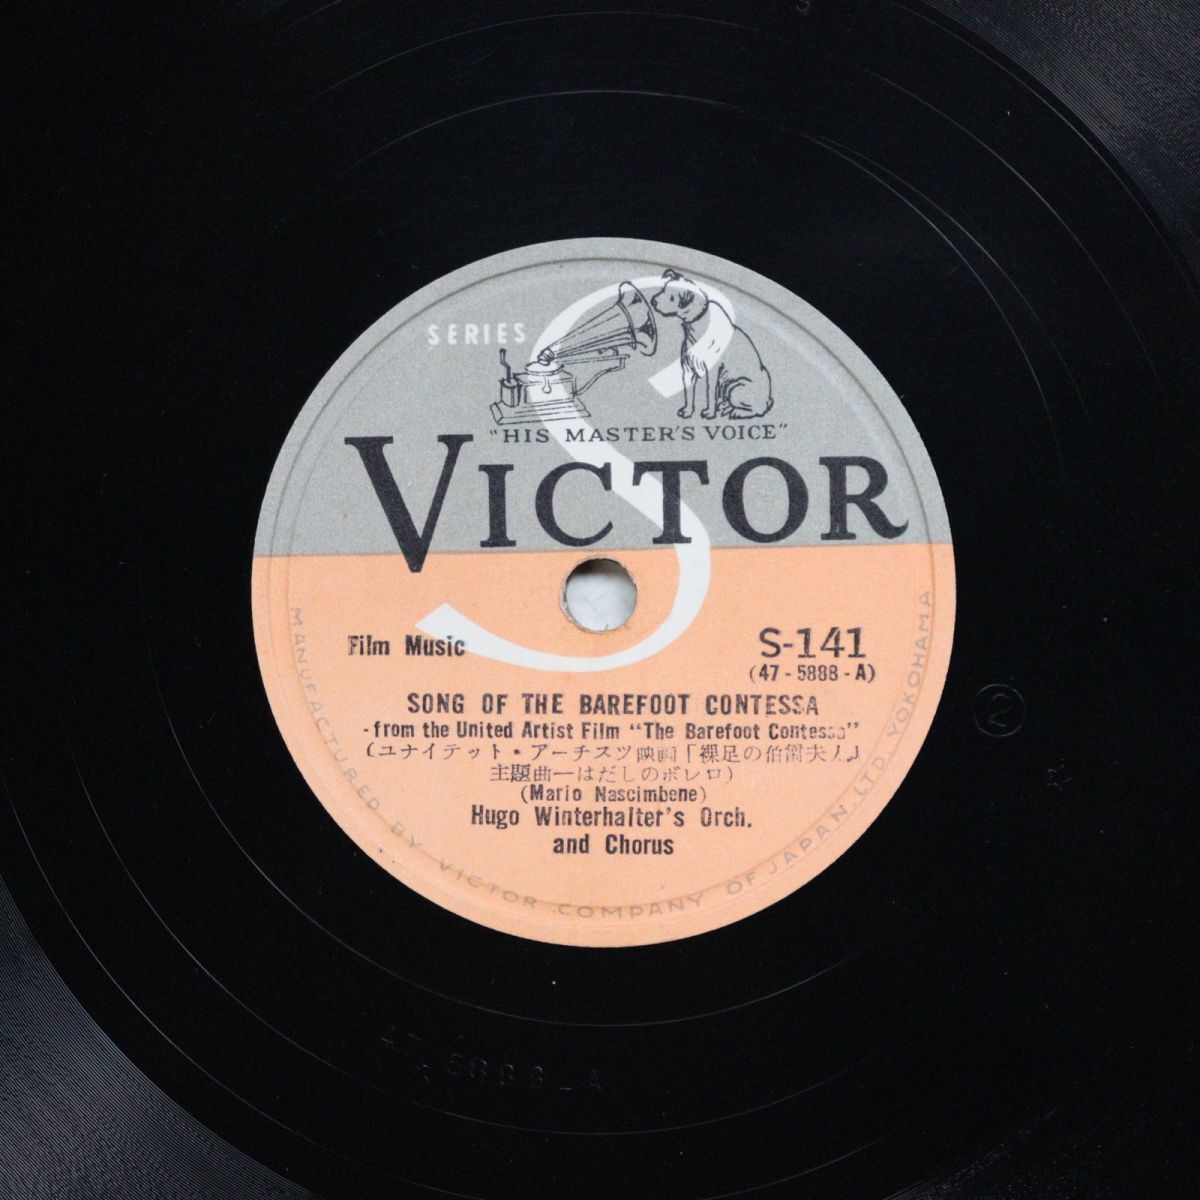 SERIES
S
"HIS MASTER'S VOICE"
VICTOR
Film Music
S-141
(47-5888-A)
SONG OF THE BAREFOOT CONTESSA
-from the United Artist Film "The Barefoot Contessa"
(ユナイテット・アーチスツ映画「裸足の伯爵夫人」
主題曲—はだしのボレロ)
(Mario Nascimbene)
Hugo Winterhalter's Orch.
and Chorus
MANUFACTURED BY VICTOR COMPANY OF JAPAN, LTD. YOKOHAMA
2
47-5888-A